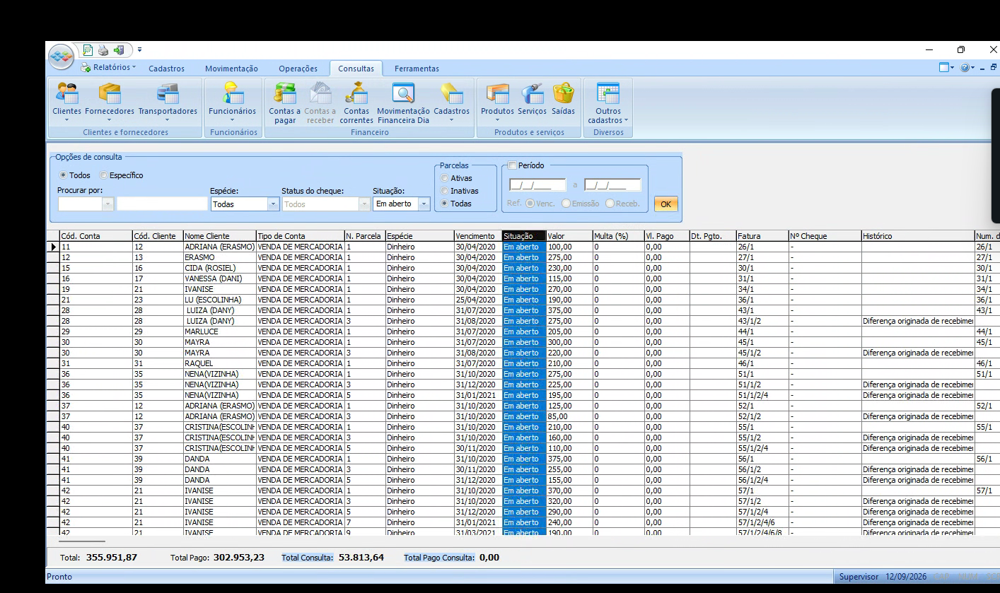 Relatórios
Cadastros
Movimentação
Operações
Consultas
Ferramentas
Clientes Fornecedores Transportadores
Clientes e fornecedores
Funcionários
Funcionários
Contas a pagar
Contas a receber
Contas correntes
Movimentação Financeira Dia
Cadastros
Financeiro
Produtos Serviços Saídas
Produtos e serviços
Outros cadastros
Diversos
Opções de consulta
Todos Específico
Procurar por:
Espécie:
Todas
Status do cheque:
Todos
Situação:
Em aberto
Parcelas
Ativas
Inativas
Todas
Período
__/__/____ a __/__/____
Ref. Venc. Emissão Receb.
OK
Cód. Conta Cód. Cliente Nome Cliente Tipo de Conta N. Parcela Espécie Vencimento Situação Valor Multa (%) Vl. Pago Dt. Pgto. Fatura Nº Cheque Histórico Num. d
11 12 ADRIANA (ERASMO) VENDA DE MERCADORIA 1 Dinheiro 30/04/2020 Em aberto 100,00 0 0,00 26/1 - 26/1
12 13 ERASMO VENDA DE MERCADORIA 1 Dinheiro 30/04/2020 Em aberto 275,00 0 0,00 27/1 - 27/1
15 16 CIDA (ROSIEL) VENDA DE MERCADORIA 1 Dinheiro 30/04/2020 Em aberto 230,00 0 0,00 30/1 - 30/1
16 17 VANESSA (DANI) VENDA DE MERCADORIA 1 Dinheiro 30/04/2020 Em aberto 115,00 0 0,00 31/1 - 31/1
19 21 IVANISE VENDA DE MERCADORIA 1 Dinheiro 30/04/2020 Em aberto 270,00 0 0,00 34/1 - 34/1
21 23 LU (ESCOLINHA) VENDA DE MERCADORIA 1 Dinheiro 25/04/2020 Em aberto 190,00 0 0,00 36/1 - 36/1
28 28 LUIZA (DANY) VENDA DE MERCADORIA 1 Dinheiro 31/07/2020 Em aberto 375,00 0 0,00 43/1 - 43/1
28 28 LUIZA (DANY) VENDA DE MERCADORIA 3 Dinheiro 31/08/2020 Em aberto 275,00 0 0,00 43/1/2 - Diferença originada de recebimen
29 29 MARLUCE VENDA DE MERCADORIA 1 Dinheiro 31/07/2020 Em aberto 205,00 0 0,00 44/1 - 44/1
30 30 MAYRA VENDA DE MERCADORIA 1 Dinheiro 31/07/2020 Em aberto 300,00 0 0,00 45/1 - 45/1
30 30 MAYRA VENDA DE MERCADORIA 3 Dinheiro 31/08/2020 Em aberto 220,00 0 0,00 45/1/2 - Diferença originada de recebimen
31 31 RAQUEL VENDA DE MERCADORIA 1 Dinheiro 31/07/2020 Em aberto 210,00 0 0,00 46/1 - 46/1
36 35 NENA(VIZINHA) VENDA DE MERCADORIA 1 Dinheiro 31/10/2020 Em aberto 275,00 0 0,00 51/1 - 51/1
36 35 NENA(VIZINHA) VENDA DE MERCADORIA 3 Dinheiro 31/12/2020 Em aberto 225,00 0 0,00 51/1/2 - Diferença originada de recebimen
36 35 NENA(VIZINHA) VENDA DE MERCADORIA 5 Dinheiro 31/01/2021 Em aberto 195,00 0 0,00 51/1/2/4 - Diferença originada de recebimen
37 12 ADRIANA (ERASMO) VENDA DE MERCADORIA 1 Dinheiro 31/10/2020 Em aberto 125,00 0 0,00 52/1 - 52/1
37 12 ADRIANA (ERASMO) VENDA DE MERCADORIA 3 Dinheiro 31/10/2020 Em aberto 85,00 0 0,00 52/1/2 - Diferença originada de recebimen
40 37 CRISTINA(ESCOLINH VENDA DE MERCADORIA 1 Dinheiro 31/10/2020 Em aberto 210,00 0 0,00 55/1 - 55/1
40 37 CRISTINA(ESCOLINH VENDA DE MERCADORIA 3 Dinheiro 31/10/2020 Em aberto 160,00 0 0,00 55/1/2 - Diferença originada de recebimen
40 37 CRISTINA(ESCOLINH VENDA DE MERCADORIA 5 Dinheiro 30/11/2020 Em aberto 110,00 0 0,00 55/1/2/4 - Diferença originada de recebimen
41 39 DANDA VENDA DE MERCADORIA 1 Dinheiro 31/10/2020 Em aberto 375,00 0 0,00 56/1 - 56/1
41 39 DANDA VENDA DE MERCADORIA 3 Dinheiro 30/11/2020 Em aberto 255,00 0 0,00 56/1/2 - Diferença originada de recebimen
41 39 DANDA VENDA DE MERCADORIA 5 Dinheiro 31/12/2020 Em aberto 155,00 0 0,00 56/1/2/4 - Diferença originada de recebimen
42 21 IVANISE VENDA DE MERCADORIA 1 Dinheiro 31/10/2020 Em aberto 370,00 0 0,00 57/1 - 57/1
42 21 IVANISE VENDA DE MERCADORIA 3 Dinheiro 31/10/2020 Em aberto 320,00 0 0,00 57/1/2 - Diferença originada de recebimen
42 21 IVANISE VENDA DE MERCADORIA 5 Dinheiro 31/12/2020 Em aberto 290,00 0 0,00 57/1/2/4 - Diferença originada de recebimen
42 21 IVANISE VENDA DE MERCADORIA 7 Dinheiro 31/01/2021 Em aberto 240,00 0 0,00 57/1/2/4/6 - Diferença originada de recebimen
42 21 IVANISE VENDA DE MERCADORIA 9 Dinheiro 31/03/2021 Em aberto 190,00 0 0,00 57/1/2/4/6/8 - Diferença originada de recebimen
Total: 355.951,87 Total Pago: 302.953,23 Total Consulta: 53.813,64 Total Pago Consulta: 0,00
Pronto
Supervisor 12/09/2026 CAP NUM SCR